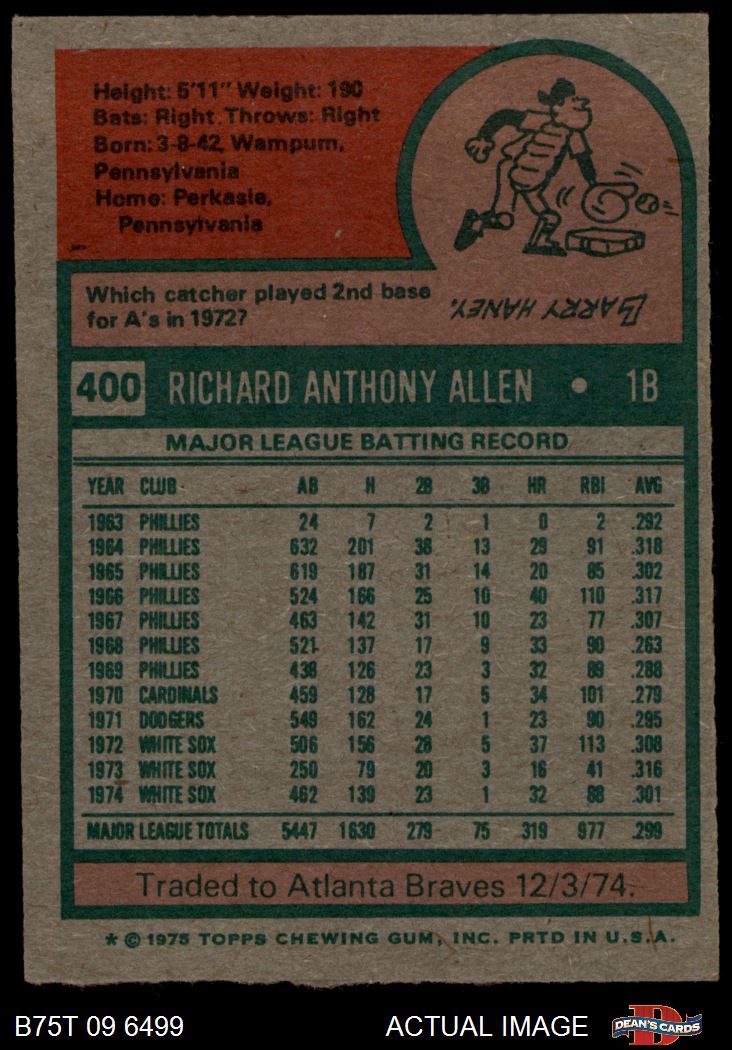 Height: 5'11" Weight: 190
Bats: Right Throws: Right
Born: 3-8-42, Wampum,
Pennsylvania
Home: Perkasie,
Pennsylvania
Which catcher played 2nd base
for A's in 1972?
BARRY HANEY.
400 RICHARD ANTHONY ALLEN • 1B
MAJOR LEAGUE BATTING RECORD
YEAR CLUB AB H 2B 3B HR RBI AVG
1963 PHILLIES 24 7 2 1 0 2 .292
1964 PHILLIES 632 201 38 13 29 91 .318
1965 PHILLIES 619 187 31 14 20 85 .302
1966 PHILLIES 524 166 25 10 40 110 .317
1967 PHILLIES 463 142 31 10 23 77 .307
1968 PHILLIES 521 137 17 9 33 90 .263
1969 PHILLIES 438 126 23 3 32 89 .288
1970 CARDINALS 459 128 17 5 34 101 .279
1971 DODGERS 549 162 24 1 23 90 .295
1972 WHITE SOX 506 156 28 5 37 113 .308
1973 WHITE SOX 250 79 20 3 16 41 .316
1974 WHITE SOX 462 139 23 1 32 88 .301
MAJOR LEAGUE TOTALS 5447 1630 279 75 319 977 .299
Traded to Atlanta Braves 12/3/74.
* © 1975 TOPPS CHEWING GUM, INC. PRTD IN U.S.A.
B75T 09 6499 ACTUAL IMAGE DEAN'S CARDS